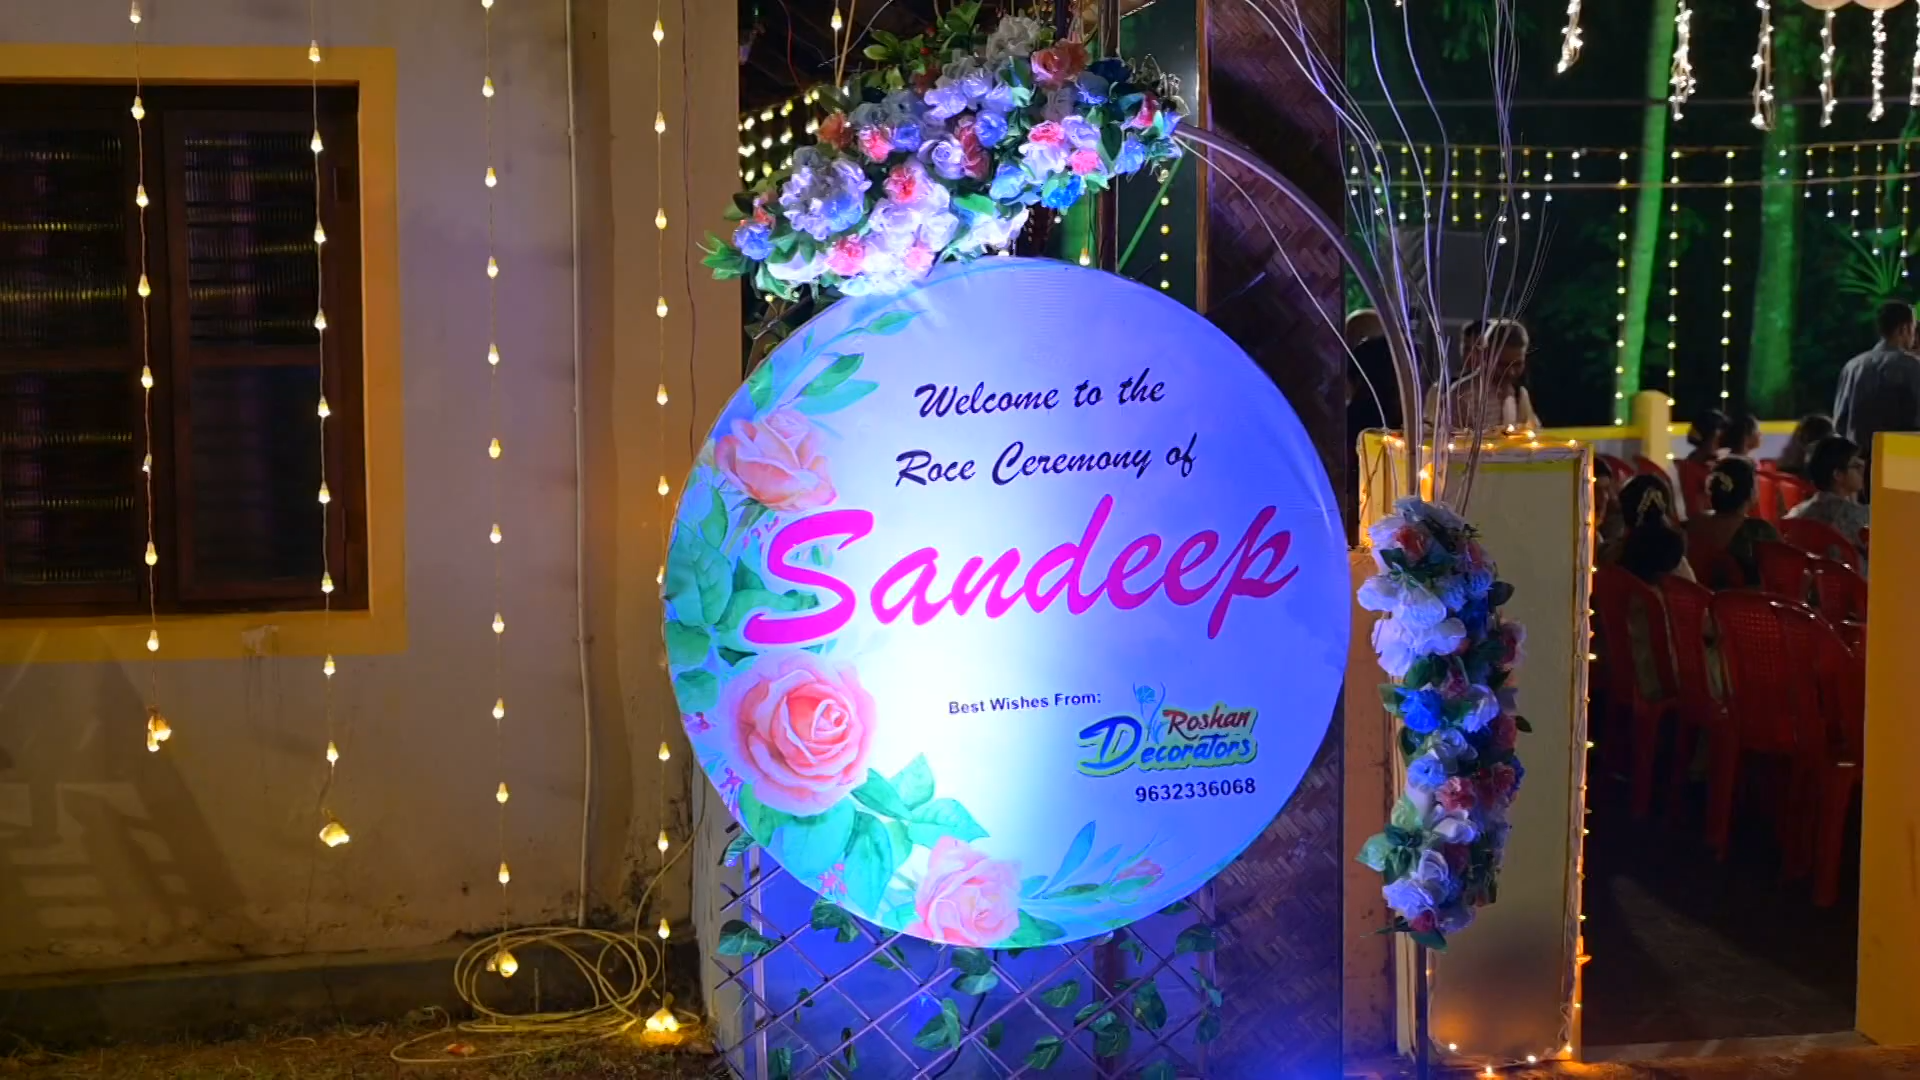 Welcome to the
Roce Ceremony of
Sandeep
Best Wishes From:
Roshan
Decorators
9632336068